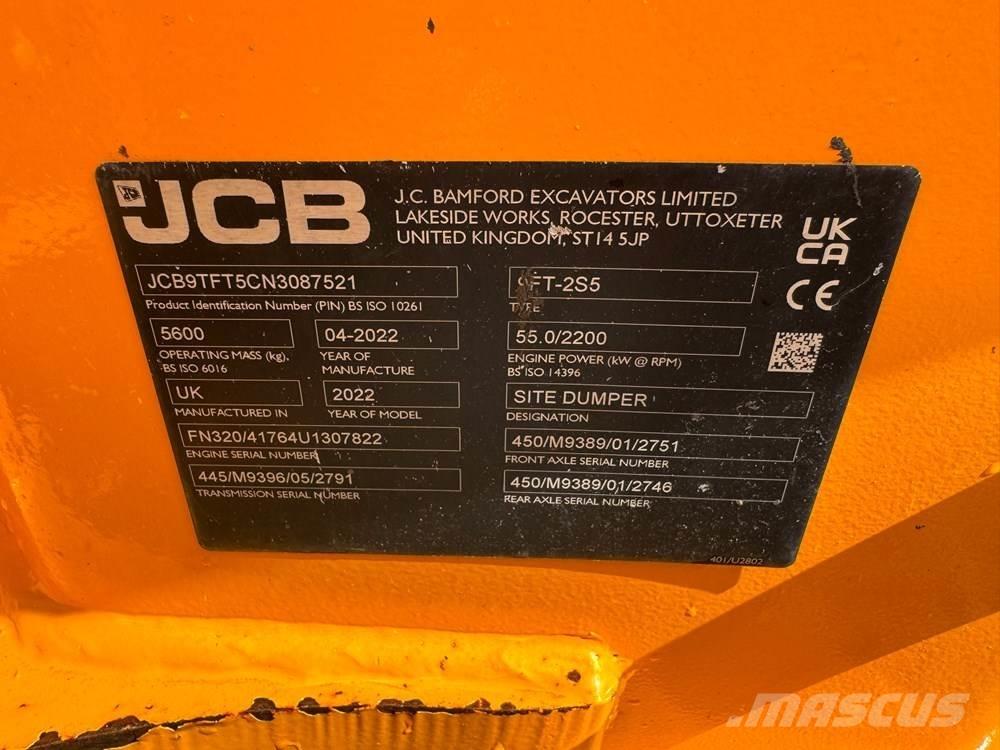 JCB
J.C. BAMFORD EXCAVATORS LIMITED
LAKESIDE WORKS, ROCESTER, UTTOXETER
UNITED KINGDOM, ST14 5JP
UK
CA
CE
JCB9TFT5CN3087521
Product Identification Number (PIN) BS ISO 10261
9FT-2S5
TYPE
5600
OPERATING MASS (kg).
BS ISO 6016
04-2022
YEAR OF
MANUFACTURE
55.0/2200
ENGINE POWER (kW @ RPM)
BS ISO 14396
UK
MANUFACTURED IN
2022
YEAR OF MODEL
SITE DUMPER
DESIGNATION
FN320/41764U1307822
ENGINE SERIAL NUMBER
450/M9389/01/2751
FRONT AXLE SERIAL NUMBER
445/M9396/05/2791
TRANSMISSION SERIAL NUMBER
450/M9389/01/2746
REAR AXLE SERIAL NUMBER
401/U2802
MASCUS